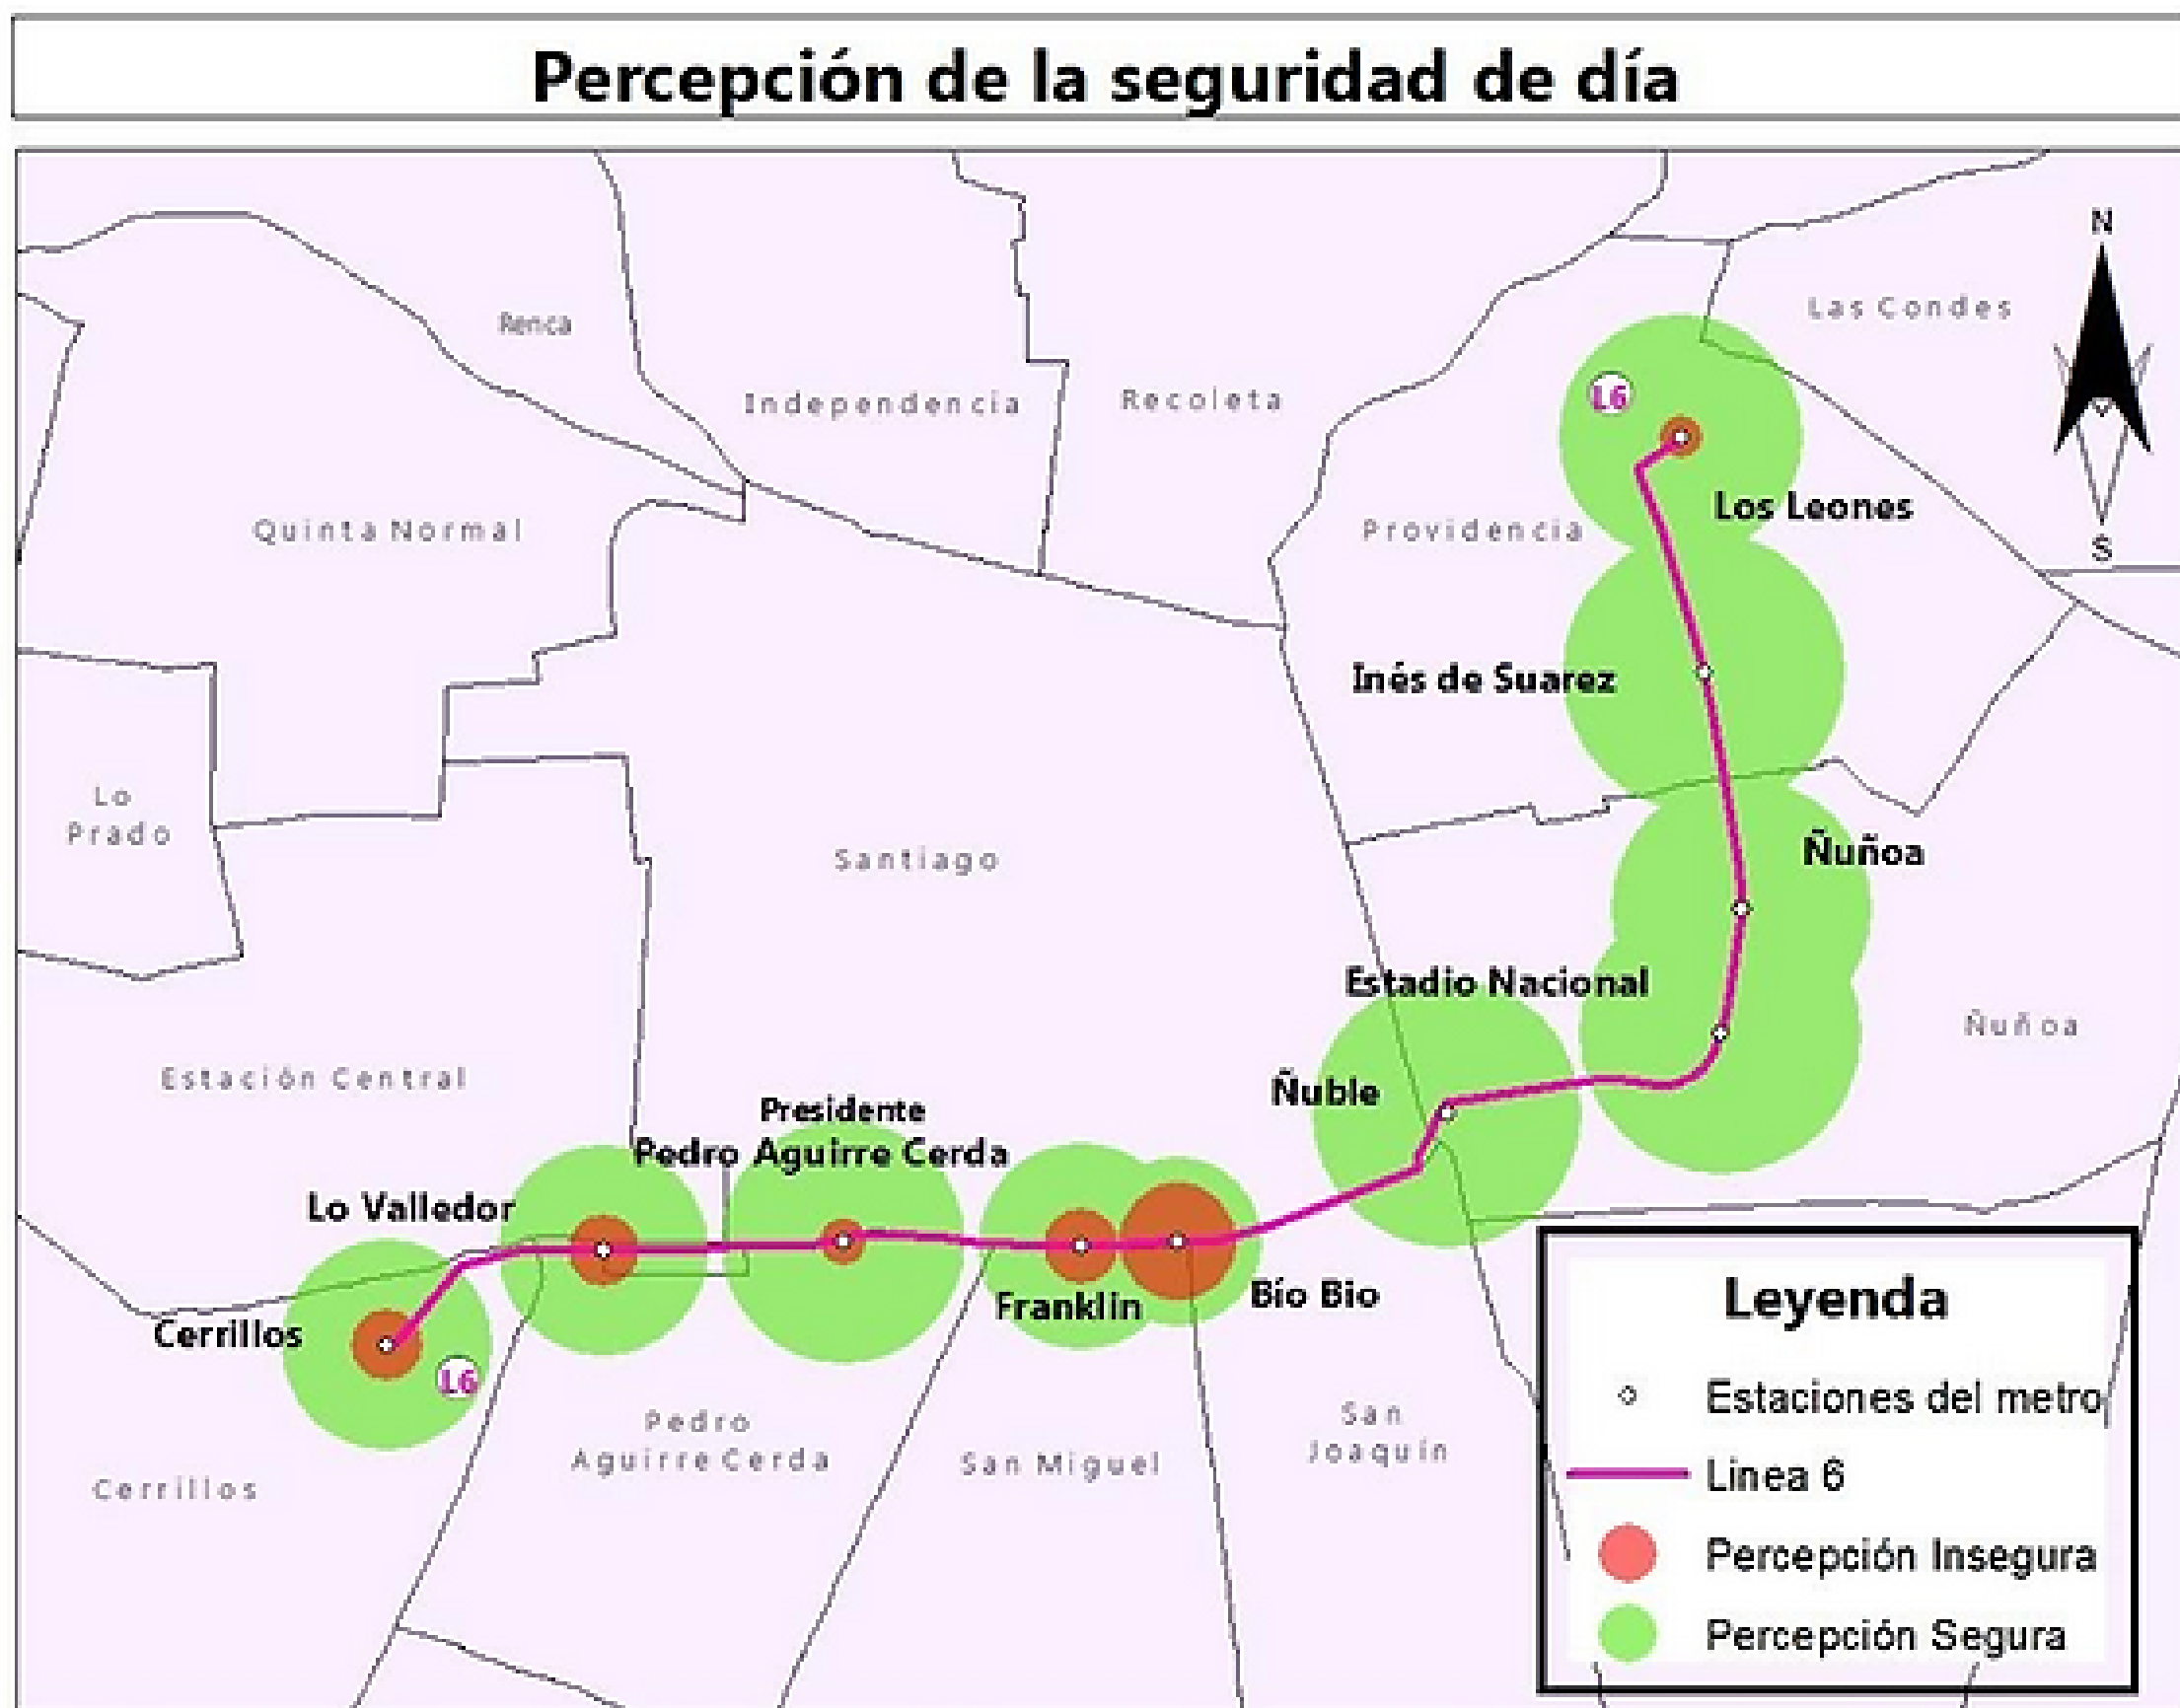 Percepción de la seguridad de día
N
Las Condes
Renca
L6
Independencia
Recoleta
Los Leones
Quinta Normal
Providencia
S
Inés de Suarez
Lo
Prado
Ñuñoa
Santiago
Estadio Nacional
Ñuñoa
Estación Central
Ñuble
Presidente
Pedro Aguirre Cerda
Lo Valledor
Franklin
Bío Bio
Cerrillos
L6
Pedro
Aguirre Cerda
San Miguel
San
Joaquín
Cerrillos
Leyenda
Estaciones del metro
Linea 6
Percepción Insegura
Percepción Segura